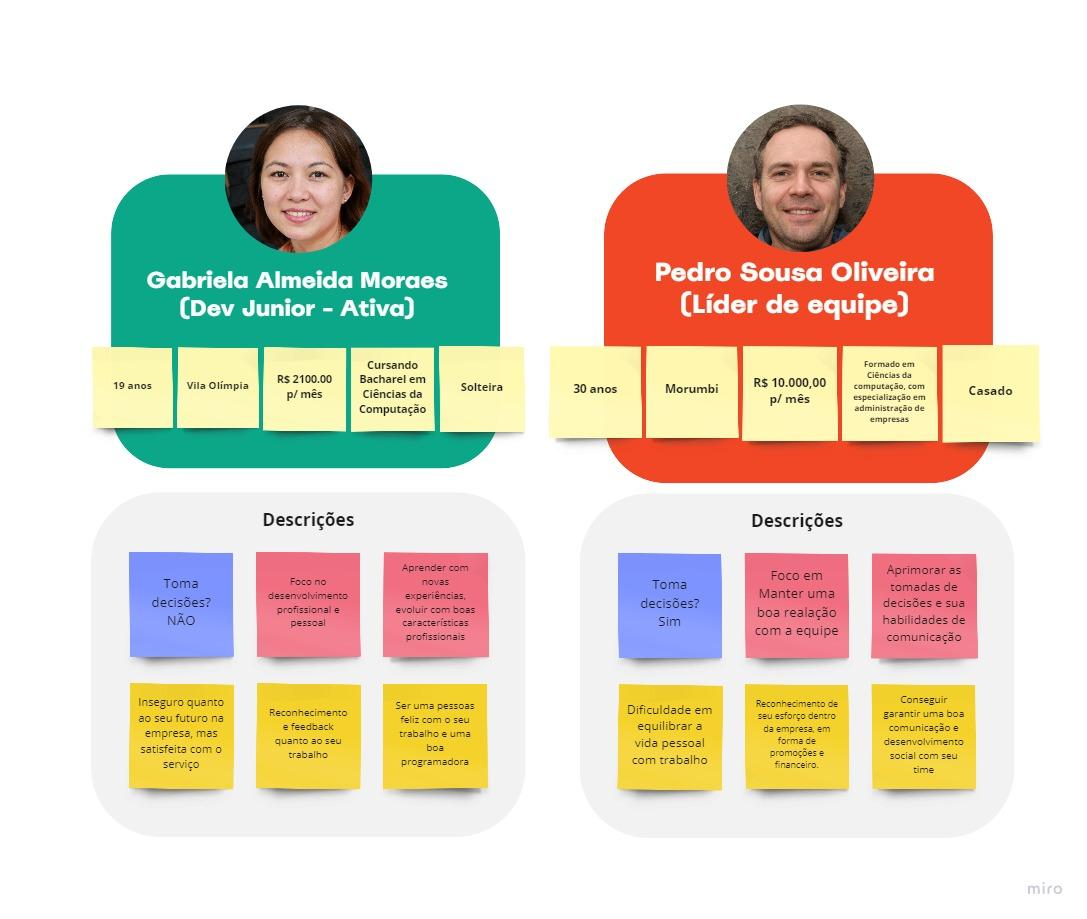 Gabriela Almeida Moraes
(Dev Junior - Ativa)
19 anos
Vila Olímpia
R$ 2100.00
p/ mês
Cursando
Bacharel em
Ciências da
Computação
Solteira
Descrições
Toma
decisões?
NÃO
Foco no
desenvolvimento
profissional e
pessoal
Aprender com
novas
experiências,
evoluir com boas
características
profissionais
Inseguro quanto
ao seu futuro na
empresa, mas
satisfeita com o
serviço
Reconhecimento
e feedback
quanto ao seu
trabalho
Ser uma pessoas
feliz com o seu
trabalho e uma
boa
programadora
Pedro Sousa Oliveira
(Líder de equipe)
30 anos
Morumbi
R$ 10.000,00
p/ mês
Formado em
Ciências da
computação, com
especialização em
administração de
empresas
Casado
Descrições
Toma
decisões?
Sim
Foco em
Manter uma
boa realação
com a equipe
Aprimorar as
tomadas de
decisões e sua
habilidades de
comunicação
Dificuldade em
equilibrar a
vida pessoal
com trabalho
Reconhecimento de
seu esforço dentro
da empresa, em
forma de
promoções e
financeiro.
Conseguir
garantir uma boa
comunicação e
desenvolvimento
social com seu
time
miro